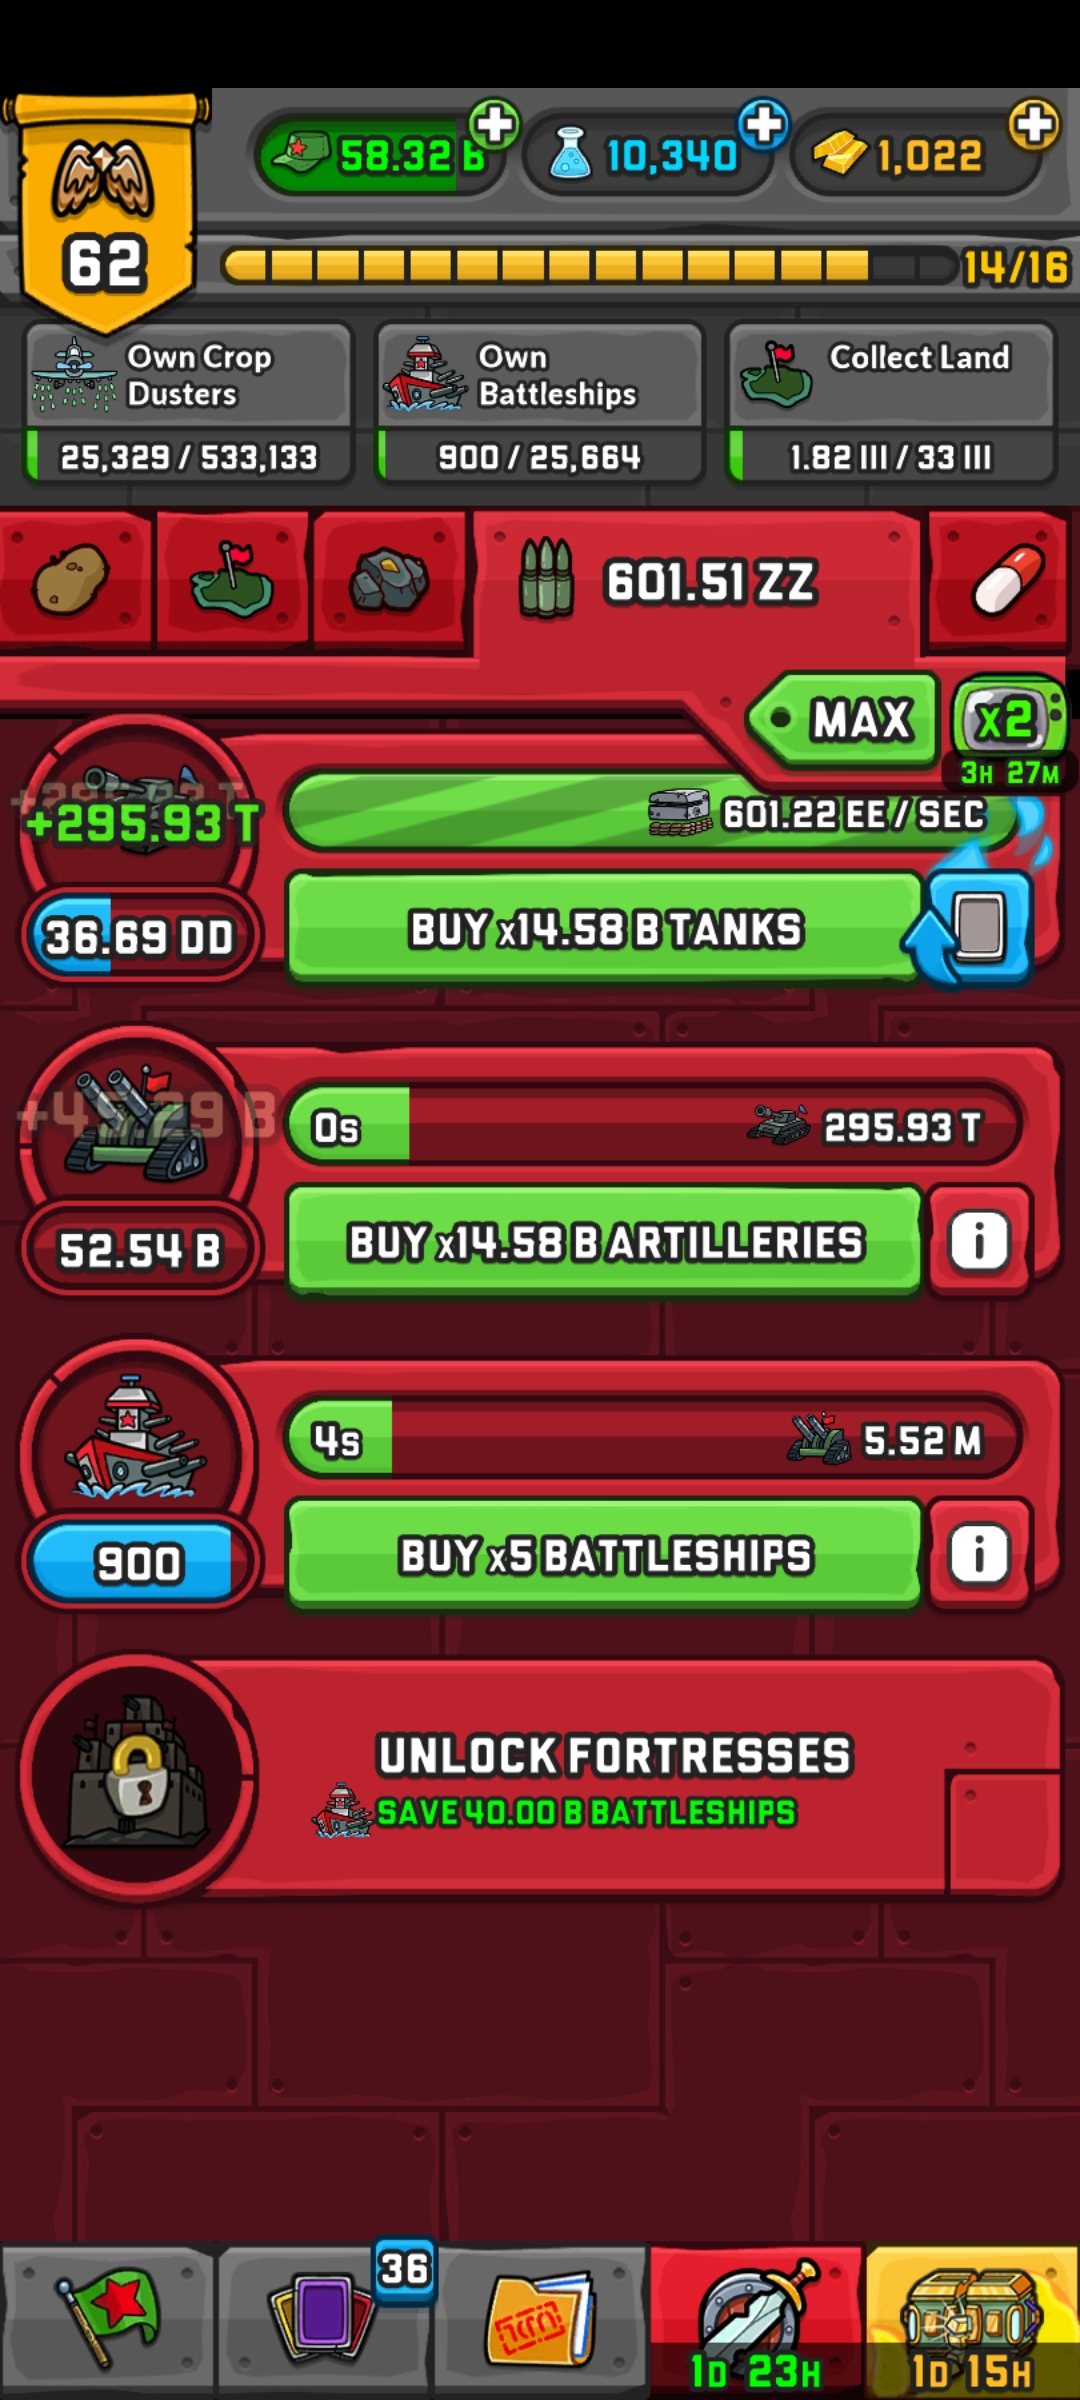 58.32 B
10,340
1,022
62
14/16
Own Crop
Dusters
25,329 / 533,133
Own
Battleships
900 / 25,664
Collect Land
1.82 III / 33 III
601.51 ZZ
MAX
x2
3H 27M
+295.93 T
601.22 EE / SEC
36.69 DD
BUY x14.58 B TANKS
0s
295.93 T
52.54 B
BUY x14.58 B ARTILLERIES
i
4s
5.52 M
900
BUY x5 BATTLESHIPS
i
UNLOCK FORTRESSES
SAVE 40.00 B BATTLESHIPS
36
1D 23H
1D 15H